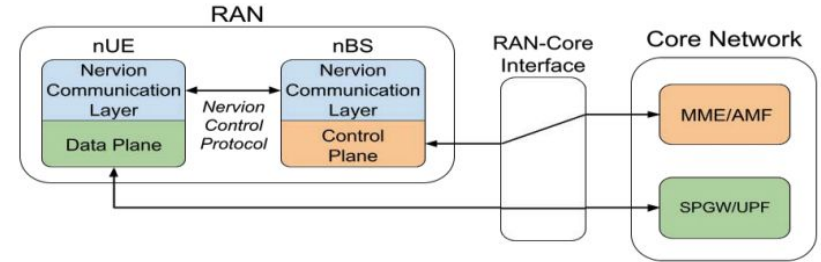 RAN
nUE
Nervion
Communication
Layer
Data Plane
Nervion
Control
Protocol
nBS
Nervion
Communication
Layer
Control
Plane
RAN-Core
Interface
Core Network
MME/AMF
SPGW/UPF